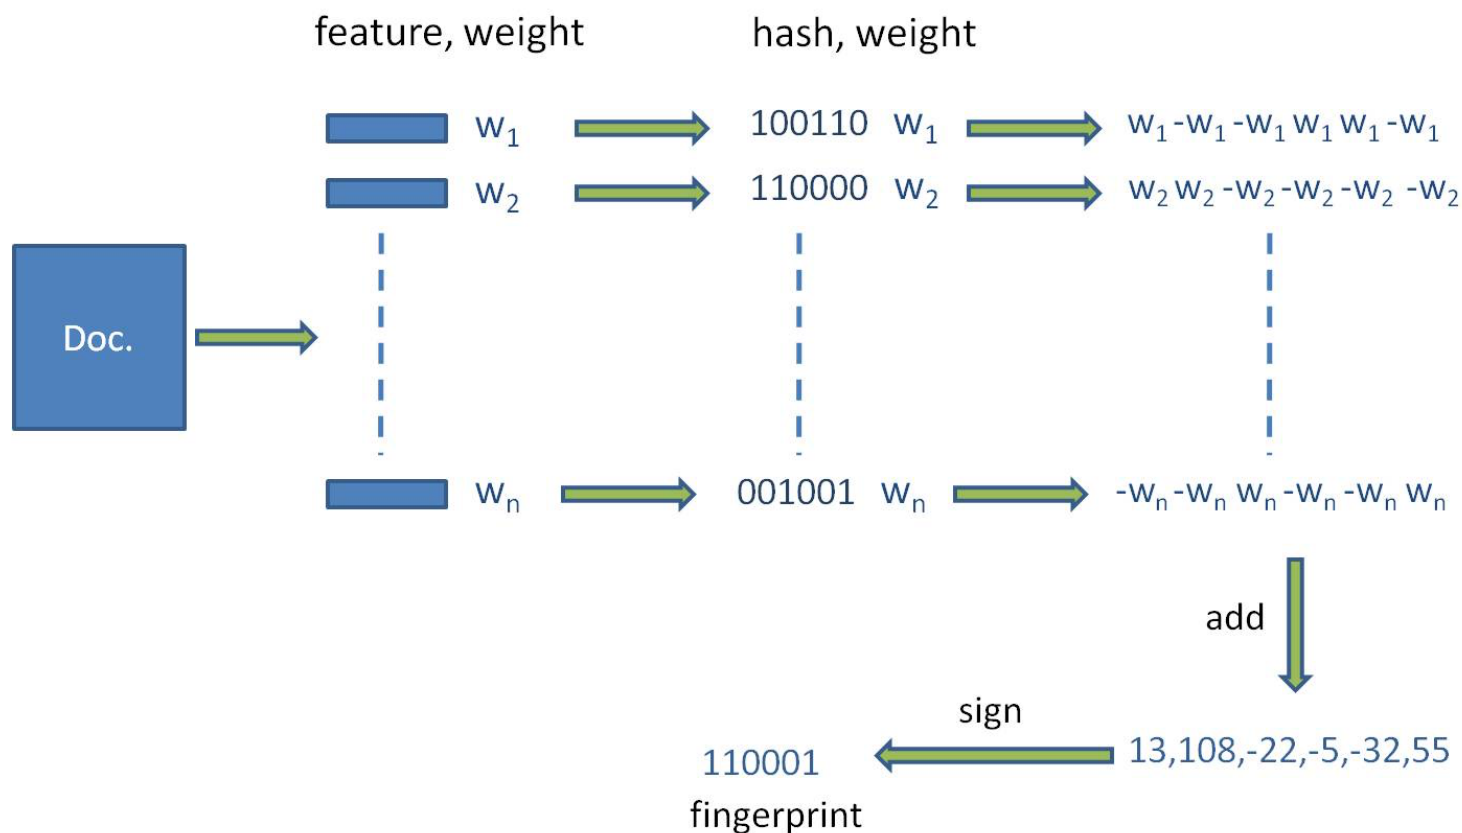 feature, weight hash, weight
w1 100110 w1 w1 -w1 -w1 w1 w1 -w1
w2 110000 w2 w2 w2 -w2 -w2 -w2 -w2
Doc.
wn 001001 wn -wn -wn wn -wn -wn wn
add
sign
13,108,-22,-5,-32,55
110001
fingerprint